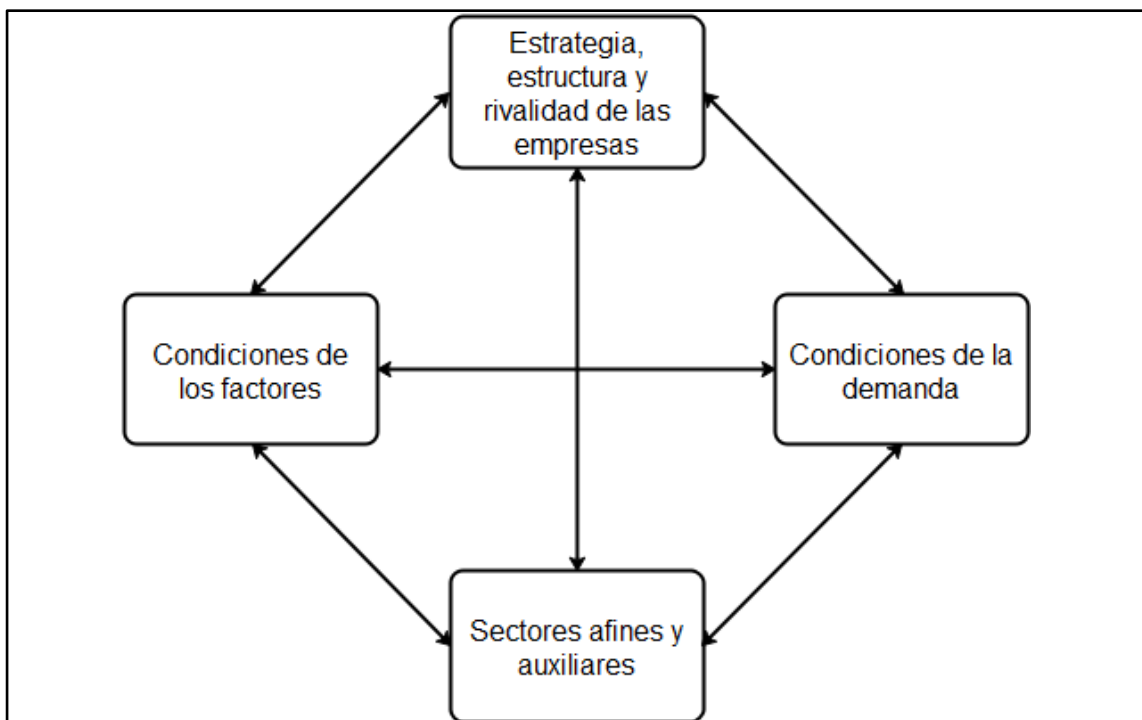 Estrategia,
estructura y
rivalidad de las
empresas
Condiciones de
los factores
Condiciones de la
demanda
Sectores afines y
auxiliares